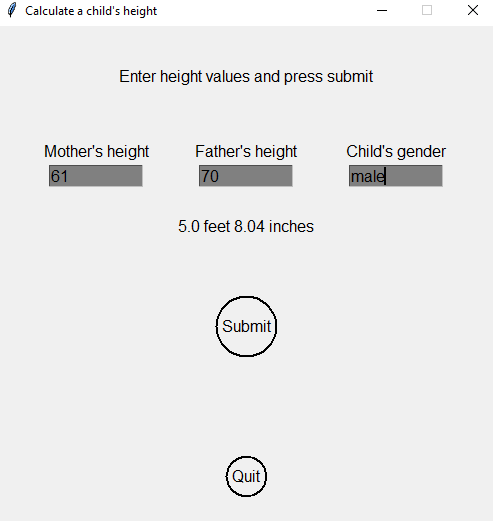 Calculate a child's height
Enter height values and press submit
Mother's height Father's height Child's gender
61 70 male
5.0 feet 8.04 inches
Submit
Quit